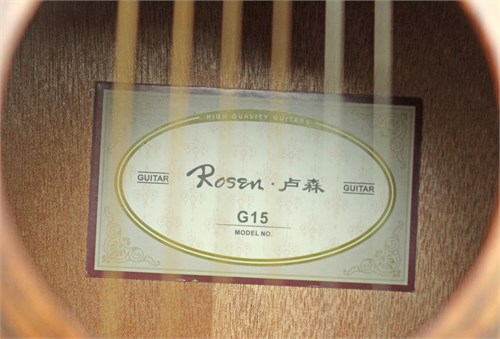 HIGH QUALITY GUITARS
GUITAR
Rosen · 卢森
GUITAR
G15
MODEL NO.